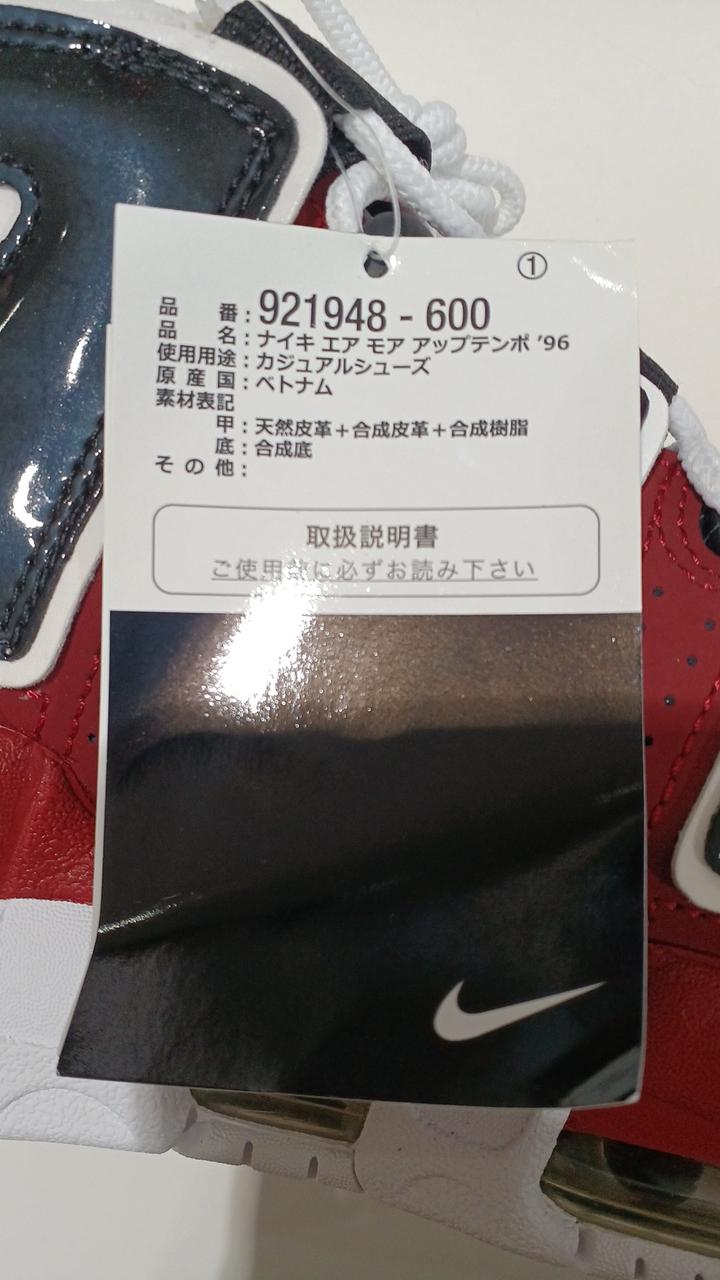 ①
品番：921948 - 600
品名：ナイキ エア モア アップテンポ '96
使用用途：カジュアルシューズ
原産国：ベトナム
素材表記
甲：天然皮革＋合成皮革＋合成樹脂
底：合成底
その他：
取扱説明書
ご使用前に必ずお読み下さい